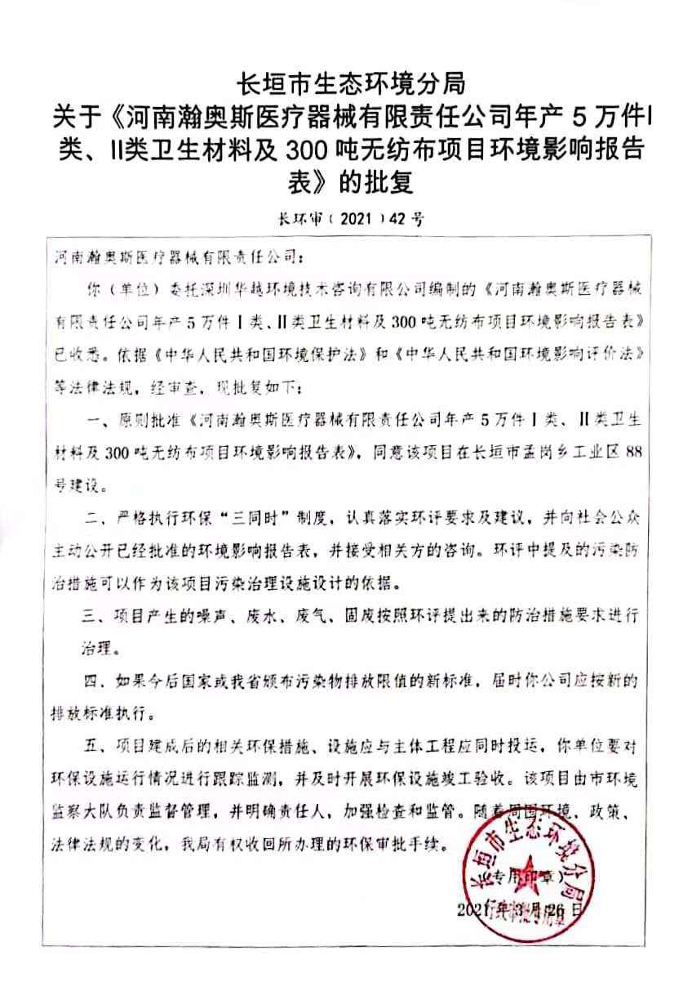 长垣市生态环境分局
关于《河南瀚奥斯医疗器械有限责任公司年产 5 万件I
类、II类卫生材料及 300 吨无纺布项目环境影响报告
表》的批复
长环审﹝2021﹞42 号
河南瀚奥斯医疗器械有限责任公司：
你（单位）委托深圳华越环境技术咨询有限公司编制的《河南瀚奥斯医疗器械
有限责任公司年产 5 万件 I 类、II 类卫生材料及 300 吨无纺布项目环境影响报告表》
已收悉。依据《中华人民共和国环境保护法》和《中华人民共和国环境影响评价法》
等法律法规，经审查，现批复如下：
一、原则批准《河南瀚奥斯医疗器械有限责任公司年产 5 万件 I 类、II 类卫生
材料及 300 吨无纺布项目环境影响报告表》，同意该项目在长垣市孟岗乡工业区 88
号建设。
二、严格执行环保“三同时”制度，认真落实环评要求及建议，并向社会公众
主动公开已经批准的环境影响报告表，并接受相关方的咨询。环评中提及的污染防
治措施可以作为该项目污染治理设施设计的依据。
三、项目产生的噪声、废水、废气、固废按照环评提出来的防治措施要求进行
治理。
四、如果今后国家或我省颁布污染物排放限值的新标准，届时你公司应按新的
排放标准执行。
五、项目建成后的相关环保措施、设施应与主体工程应同时投运，你单位要对
环保设施运行情况进行跟踪监测，并及时开展环保设施竣工验收。该项目由市环境
监察大队负责监督管理，并明确责任人，加强检查和监管。随着周围环境、政策、
法律法规的变化，我局有权收回所办理的环保审批手续。
长垣市生态环境分局
（专用印章）
2021 年 3 月 26 日
行政审批专用章